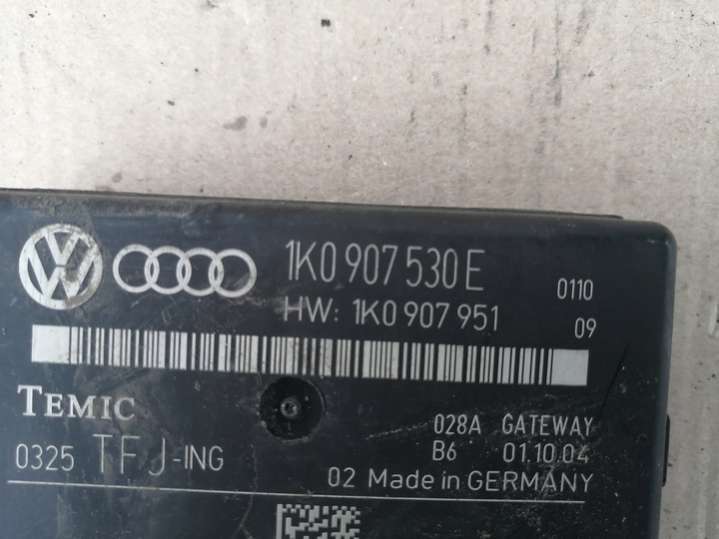 1K0 907 530 E
0110
HW: 1K0 907 951
09
TEMIC
028A GATEWAY
0325 TFJ-ING
B6 01.10.04
02 Made in GERMANY